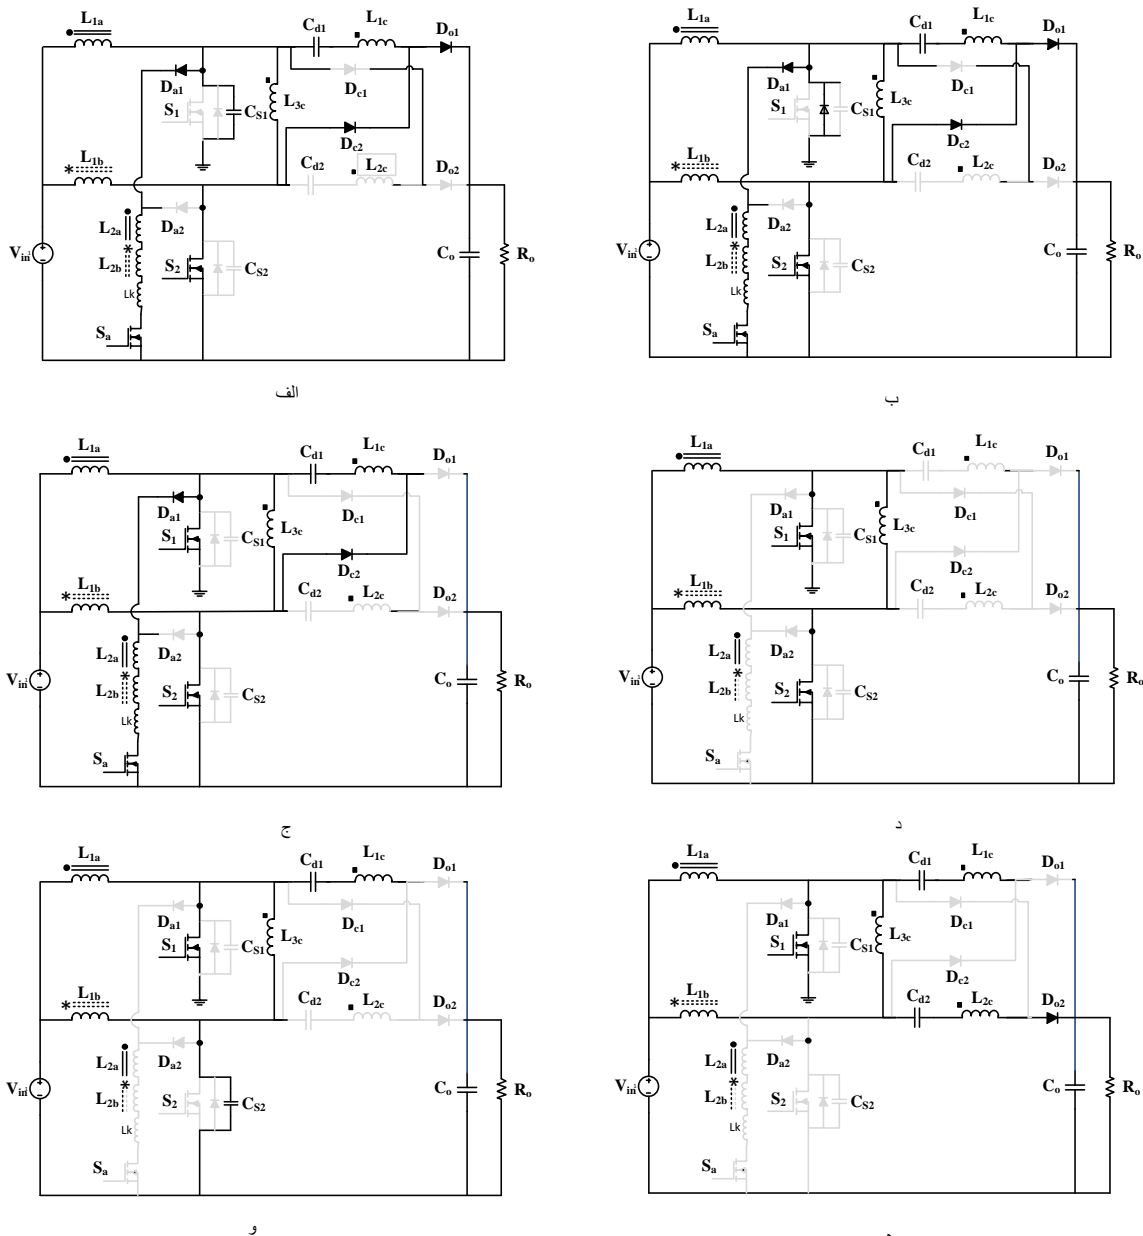 L1a
Cd1
L1c
Do1
Da1
S1
CS1
L3c
Dc1
Dc2
L1b
Cd2
L2c
Do2
L2a
Da2
L2b
S2
CS2
Vin
Co
Ro
Lk
Sa
الف
L1a
Cd1
L1c
Do1
Da1
S1
CS1
L3c
Dc1
Dc2
L1b
Cd2
L2c
Do2
L2a
Da2
L2b
S2
CS2
Vin
Co
Ro
Lk
Sa
ب
L1a
Cd1
L1c
Do1
Da1
S1
CS1
L3c
Dc1
Dc2
L1b
Cd2
L2c
Do2
L2a
Da2
L2b
S2
CS2
Vin
Co
Ro
Lk
Sa
ج
L1a
Cd1
L1c
Do1
Da1
S1
CS1
L3c
Dc1
Dc2
L1b
Cd2
L2c
Do2
L2a
Da2
L2b
S2
CS2
Vin
Co
Ro
Lk
Sa
د
L1a
Cd1
L1c
Do1
Da1
S1
CS1
L3c
Dc1
Dc2
L1b
Cd2
L2c
Do2
L2a
Da2
L2b
S2
CS2
Vin
Co
Ro
Lk
Sa
و
L1a
Cd1
L1c
Do1
Da1
S1
CS1
L3c
Dc1
Dc2
L1b
Cd2
L2c
Do2
L2a
Da2
L2b
S2
CS2
Vin
Co
Ro
Lk
Sa